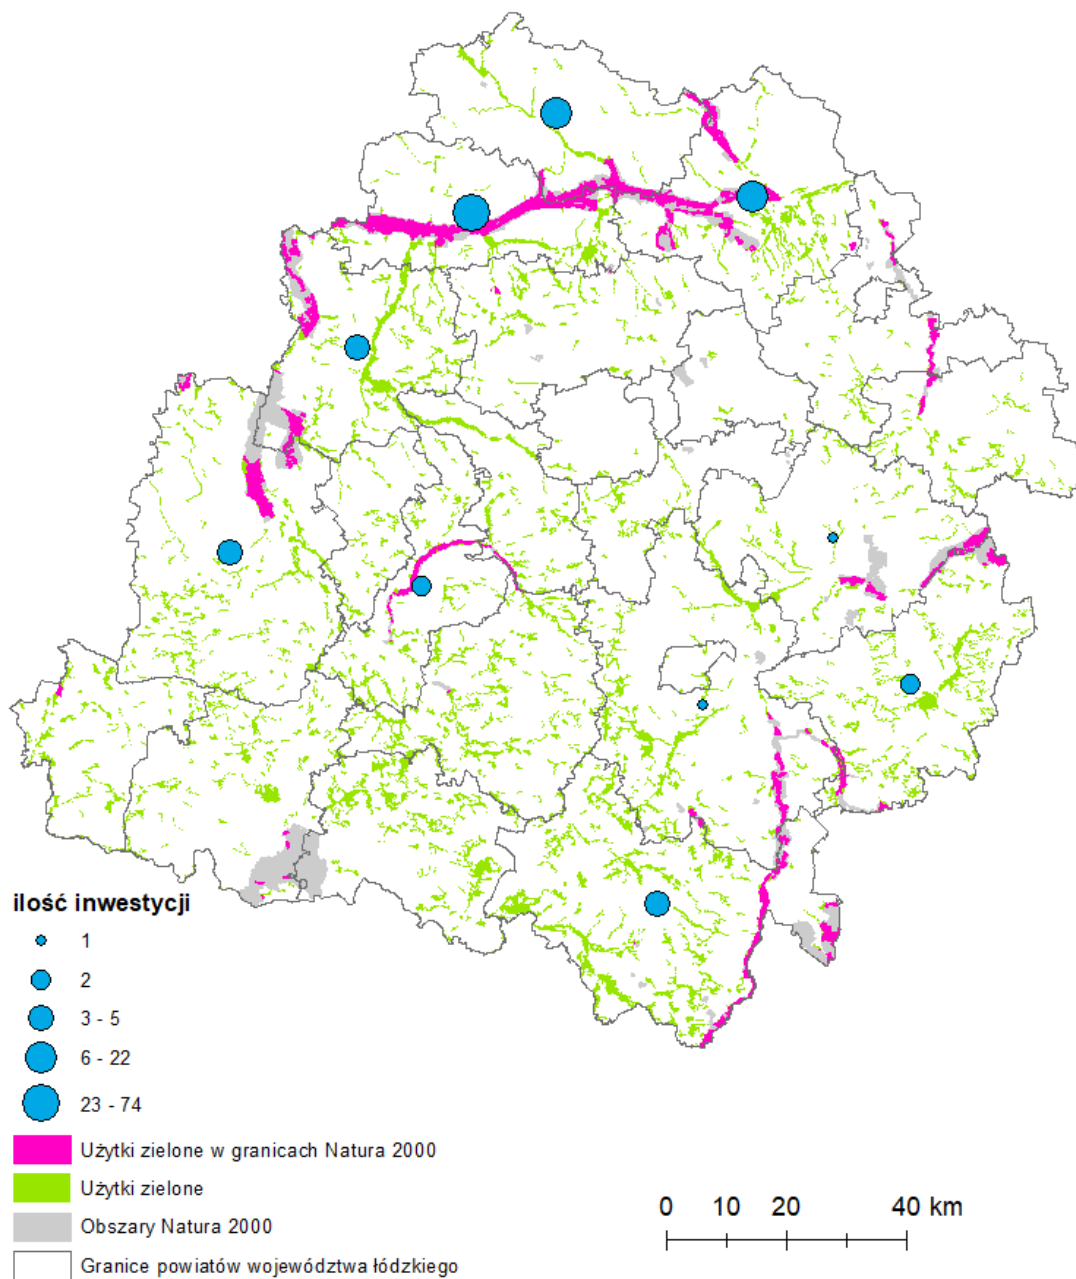 ilość inwestycji
1
2
3 - 5
6 - 22
23 - 74
Użytki zielone w granicach Natura 2000
Użytki zielone
Obszary Natura 2000
Granice powiatów województwa łódzkiego
0 10 20 40 km